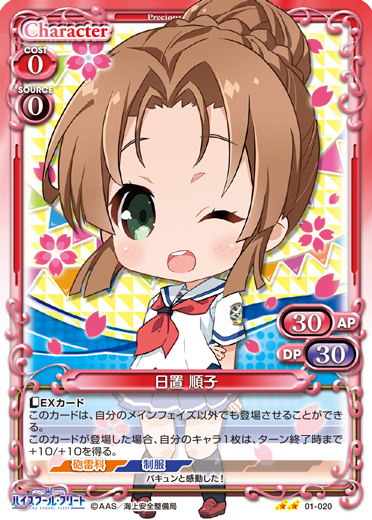 Precious
Character
COST
0
SOURCE
0
30 AP
DP 30
日置 順子
EXカード
このカードは、自分のメインフェイズ以外でも登場させることができ
る。
このカードが登場した場合、自分のキャラ1枚は、ターン終了時まで
+10/+10を得る。
砲雷科 制服
バキュンと感動した!
ハイスクール・フリート
©AAS/海上安全整備局
01-020